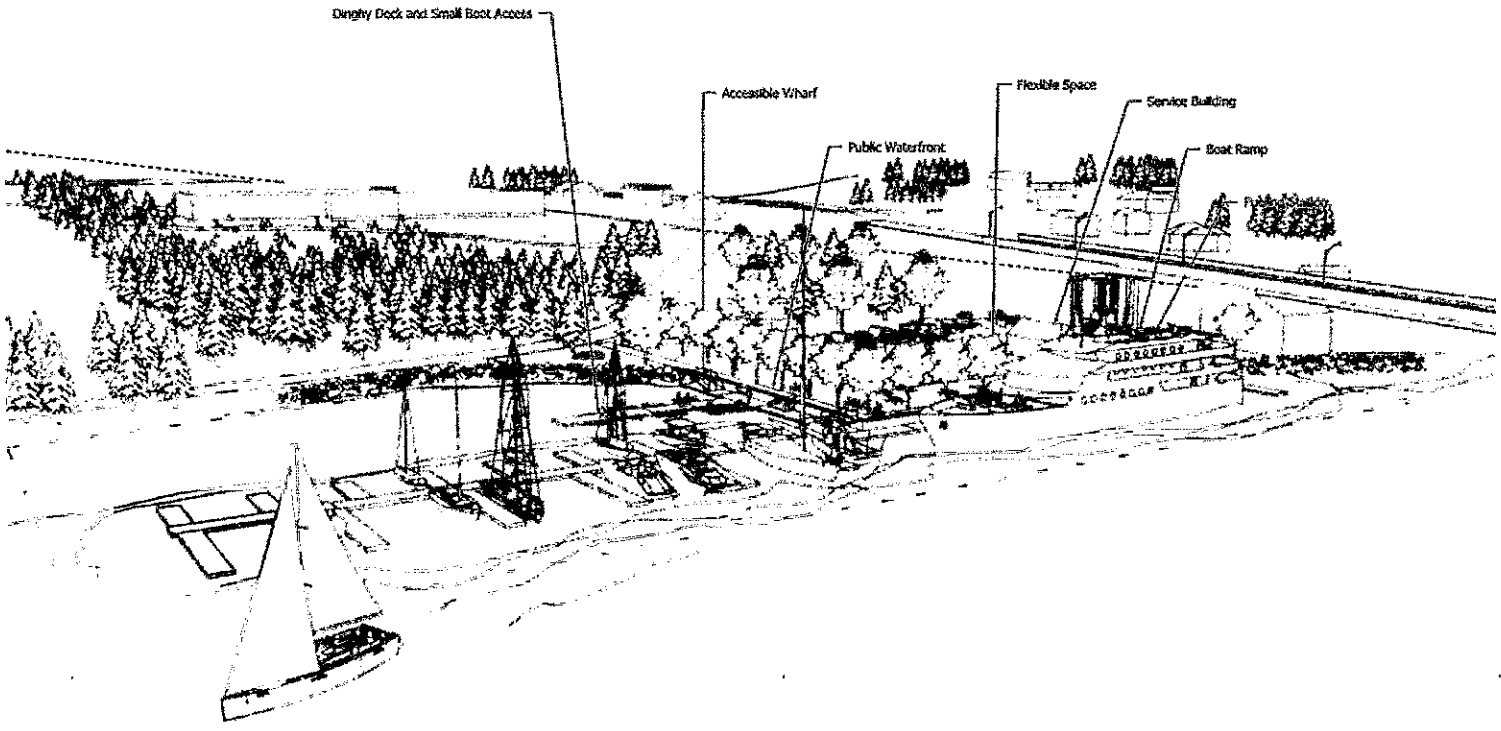 Dinghy Dock and Small Boat Access
Accessible Wharf
Flexible Space
Service Building
Public Waterfront
Boat Ramp